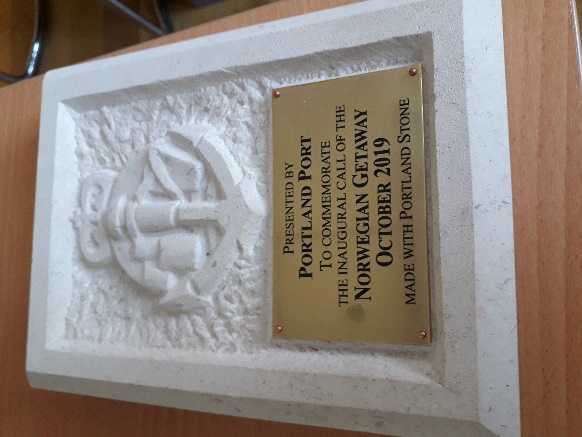 PRESENTED BY
PORTLAND PORT
TO COMMEMORATE
THE INAUGURAL CALL OF THE
NORWEGIAN GETAWAY
OCTOBER 2019
MADE WITH PORTLAND STONE